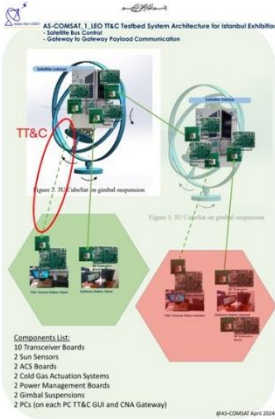 AS-COMSAT_1_LEO TT&C Testbed System Architecture for Istanbul Exhibition
- Satellite Bus Control
- Gateway to Gateway Payload Communication
TT&C
Figure 3. 3U CubeSat on gimbal suspension
Figure 3. 3U CubeSat on gimbal suspension
Components List:
10 Transceiver Boards
2 Sun Sensors
2 ACS Boards
2 Cold Gas Actuation Systems
2 Power Management Boards
2 Gimbal Suspensions
2 PCs (on each PC TT&C GUI and CNA Gateway)
@AS-COMSAT April 2024